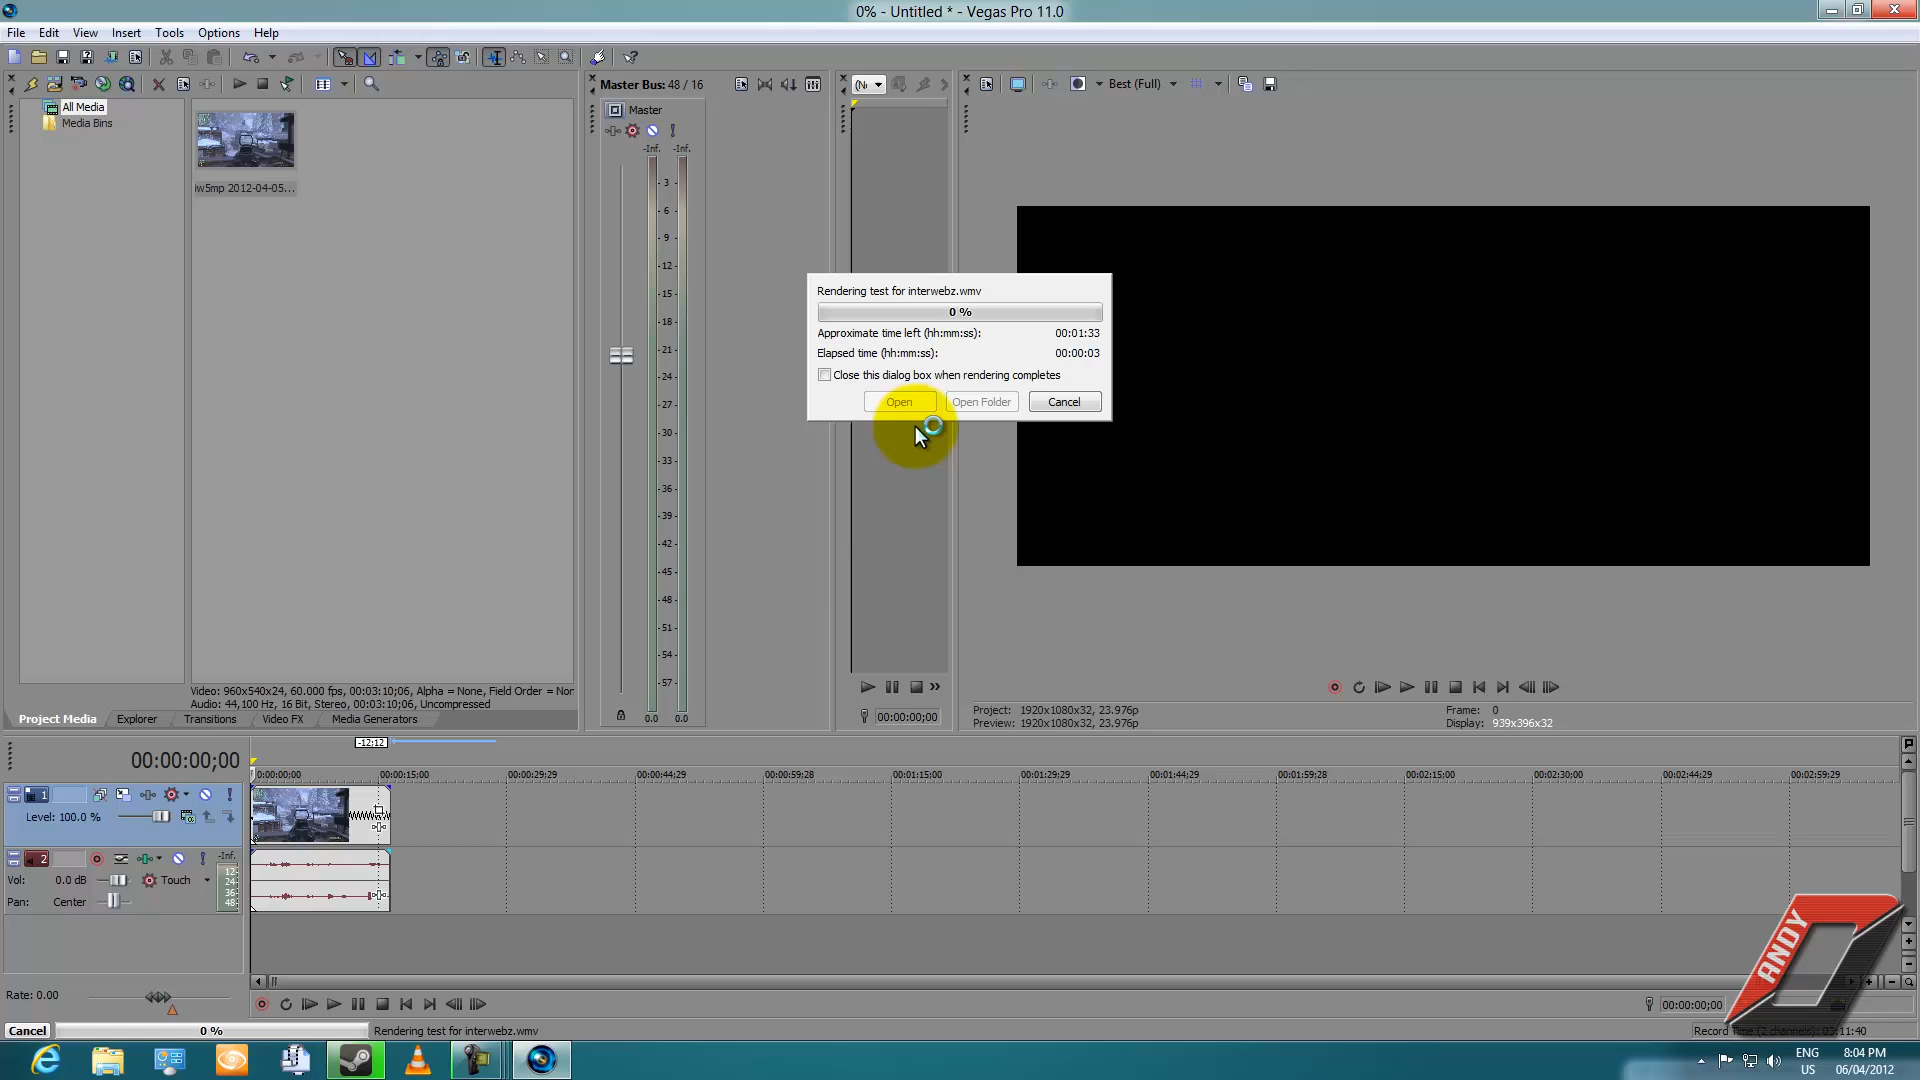 0% - Untitled * - Vegas Pro 11.0
File Edit View Insert Tools Options Help
All Media
Media Bins
iw5mp 2012-04-05...
Video: 960x540x24, 60.000 fps, 00:03:10;06, Alpha = None, Field Order = Non
Audio: 44,100 Hz, 16 Bit, Stereo, 00:03:10;06, Uncompressed
Project Media Explorer Transitions Video FX Media Generators
Master Bus: 48 / 16
Master
-Inf. -Inf.
- 3 -
- 6 -
- 9 -
-12-
-15-
-18-
-21-
-24-
-27-
-30-
-33-
-36-
-39-
-42-
-45-
-48-
-51-
-54-
-57-
0.0 0.0
(N
00:00:00;00
Best (Full)
Rendering test for interwebz.wmv
0 %
Approximate time left (hh:mm:ss): 00:01:33
Elapsed time (hh:mm:ss): 00:00:03
Close this dialog box when rendering completes
Open Open Folder Cancel
Project: 1920x1080x32, 23.976p
Preview: 1920x1080x32, 23.976p
Frame: 0
Display: 939x396x32
-12;12
00:00:00;00
0:00:00;00 00:00:15;00 00:00:29;29 00:00:44;29 00:00:59;28 00:01:15;00 00:01:29;29 00:01:44;29 00:01:59;28 00:02:15;00 00:02:30;00 00:02:44;29 00:02:59;29
1
Level: 100.0 %
2
-Inf.
Vol: 0.0 dB Touch
Pan: Center
12
24
36
48
Rate: 0.00
00:00:00;00
ANDY
Cancel 0 % Rendering test for interwebz.wmv
ENG
US
8:04 PM
06/04/2012